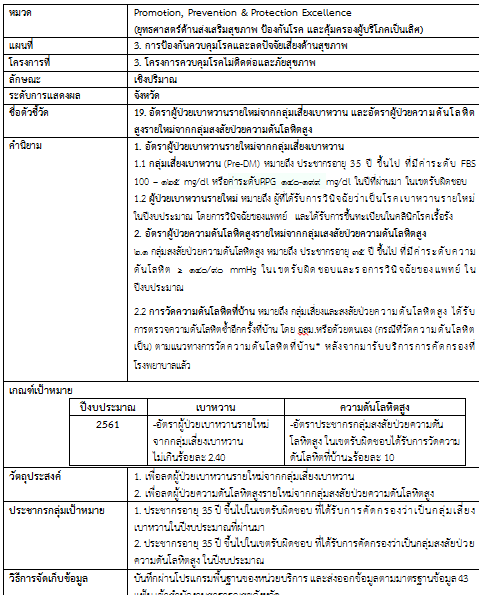 หมวด Promotion, Prevention & Protection Excellence
(ยุทธศาสตร์ด้านส่งเสริมสุขภาพ ป้องกันโรค และคุ้มครองผู้บริโภคเป็นเลิศ)
แผนที่ 3. การป้องกันควบคุมโรคและลดปัจจัยเสี่ยงด้านสุขภาพ
โครงการที่ 3. โครงการควบคุมโรคไม่ติดต่อและภัยสุขภาพ
ลักษณะ เชิงปริมาณ
ระดับการแสดงผล จังหวัด
ชื่อตัวชี้วัด 19. อัตราผู้ป่วยเบาหวานรายใหม่จากกลุ่มเสี่ยงเบาหวาน และอัตราผู้ป่วยความดันโลหิต
สูงรายใหม่จากกลุ่มสงสัยป่วยความดันโลหิตสูง
คำนิยาม 1. อัตราผู้ป่วยเบาหวานรายใหม่จากกลุ่มเสี่ยงเบาหวาน
1.1 กลุ่มเสี่ยงเบาหวาน (Pre-DM) หมายถึง ประชากรอายุ 35 ปี ขึ้นไป ที่มีค่าระดับ FBS
100 – ๑๒๕ mg/dl หรือค่าระดับRPG ๑๔๐-๑๙๙ mg/dl ในปีที่ผ่านมา ในเขตรับผิดชอบ
1.2 ผู้ป่วยเบาหวานรายใหม่ หมายถึง ผู้ที่ได้รับการวินิจฉัยว่าเป็นโรคเบาหวานรายใหม่
ในปีงบประมาณ โดยการวินิจฉัยของแพทย์ และได้รับการขึ้นทะเบียนในคลินิกโรคเรื้อรัง
2. อัตราผู้ป่วยความดันโลหิตสูงรายใหม่จากกลุ่มเสงสัยป่วยความดันโลหิตสูง
๒.๑ กลุ่มสงสัยป่วยความดันโลหิตสูง หมายถึง ประชากรอายุ ๓๕ ปี ขึ้นไป ที่มีค่าระดับความ
ดันโลหิต ≥ ๑๔๐/๙๐ mmHg ในเขตรับผิดชอบและรอการวินิจฉัยของแพทย์ ใน
ปีงบประมาณ
2.2 การวัดความดันโลหิตที่บ้าน หมายถึง กลุ่มเสี่ยงและสงสัยป่วยความดันโลหิตสูง ได้รับ
การตรวจความดันโลหิตซ้ำอีกครั้งที่บ้าน โดย อสม.หรือด้วยตนเอง (กรณีที่วัดความดันโลหิต
เป็น) ตามแนวทางการวัดความดันโลหิตที่บ้าน* หลังจากมารับบริการการคัดกรองที่
โรงพยาบาลแล้ว
เกณฑ์เป้าหมาย
ปีงบประมาณ เบาหวาน ความดันโลหิตสูง
2561 -อัตราผู้ป่วยเบาหวานรายใหม่ -อัตราประชากรกลุ่มสงสัยป่วยความดัน
จากกลุ่มเสี่ยงเบาหวาน โลหิตสูง ในเขตรับผิดชอบได้รับการวัดความ
ไม่เกินร้อยละ 2.40 ดันโลหิตที่บ้าน≥ร้อยละ 10
วัตถุประสงค์ 1. เพื่อลดผู้ป่วยเบาหวานรายใหม่จากกลุ่มเสี่ยงเบาหวาน
2. เพื่อลดผู้ป่วยความดันโลหิตสูงรายใหม่จากกลุ่มสงสัยป่วยความดันโลหิตสูง
ประชากรกลุ่มเป้าหมาย 1. ประชากรอายุ 35 ปี ขึ้นไปในเขตรับผิดชอบ ที่ได้รับการคัดกรองว่าเป็นกลุ่มเสี่ยง
เบาหวานในปีงบประมาณที่ผ่านมา
2. ประชากรอายุ 35 ปี ขึ้นไปในเขตรับผิดชอบ ที่ได้รับการคัดกรองว่าเป็นกลุ่มสงสัยป่วย
ความดันโลหิตสูง ในปีงบประมาณ
วิธีการจัดเก็บข้อมูล บันทึกผ่านโปรแกรมพื้นฐานของหน่วยบริการ และส่งออกข้อมูลตามมาตรฐานข้อมูล 43